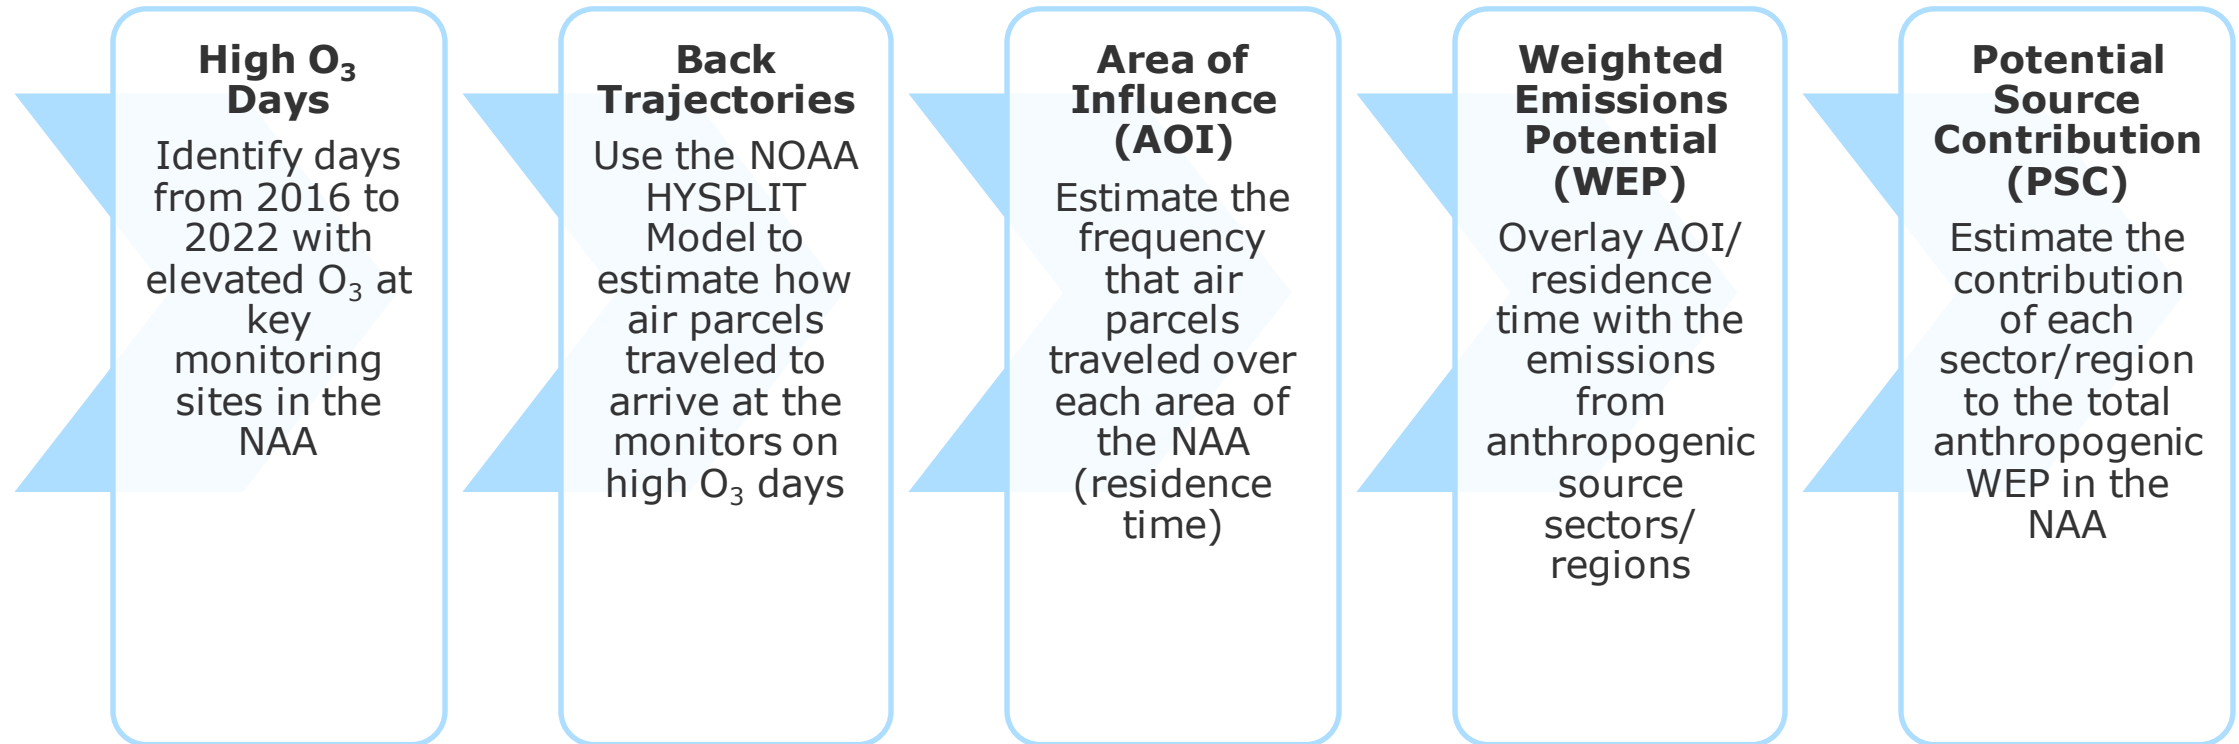 High O₃
Days
Identify days
from 2016 to
2022 with
elevated O₃ at
key
monitoring
sites in the
NAA
Back
Trajectories
Use the NOAA
HYSPLIT
Model to
estimate how
air parcels
traveled to
arrive at the
monitors on
high O₃ days
Area of
Influence
(AOI)
Estimate the
frequency
that air
parcels
traveled over
each area of
the NAA
(residence
time)
Weighted
Emissions
Potential
(WEP)
Overlay AOI/
residence
time with the
emissions
from
anthropogenic
source
sectors/
regions
Potential
Source
Contribution
(PSC)
Estimate the
contribution
of each
sector/region
to the total
anthropogenic
WEP in the
NAA